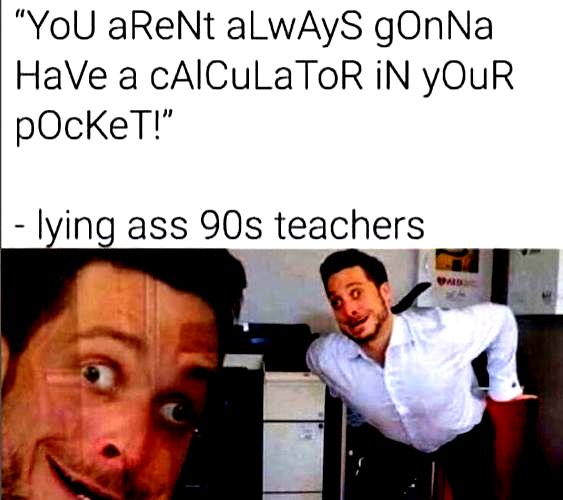 “YoU aReNt aLwAyS gOnNa
HaVe a cAlCuLaToR iN yOuR
pOcKeT!”
- lying ass 90s teachers